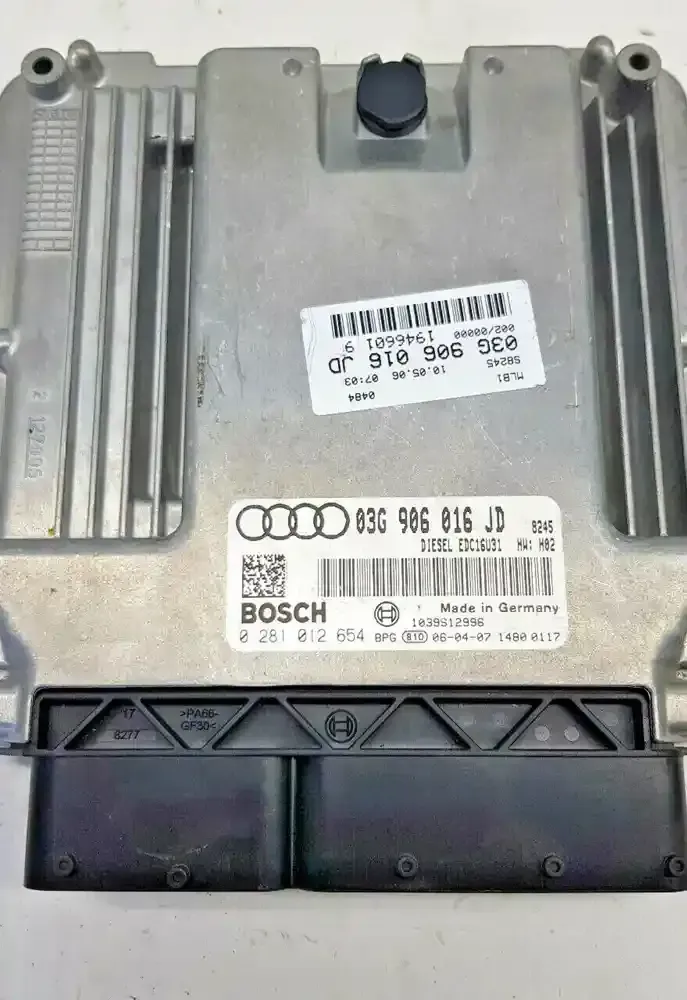 002/00000
1946601 9
03G 906 016 JD
S8245
10.05.06 07:03
MLB1
0484
03G 906 016 JD 8245
DIESEL EDC16U31 HW: H02
BOSCH
Made in Germany
1039S12996
0 281 012 654 BPG 810 06-04-07 1480 0117
17
8277
>PA66-
GF30<